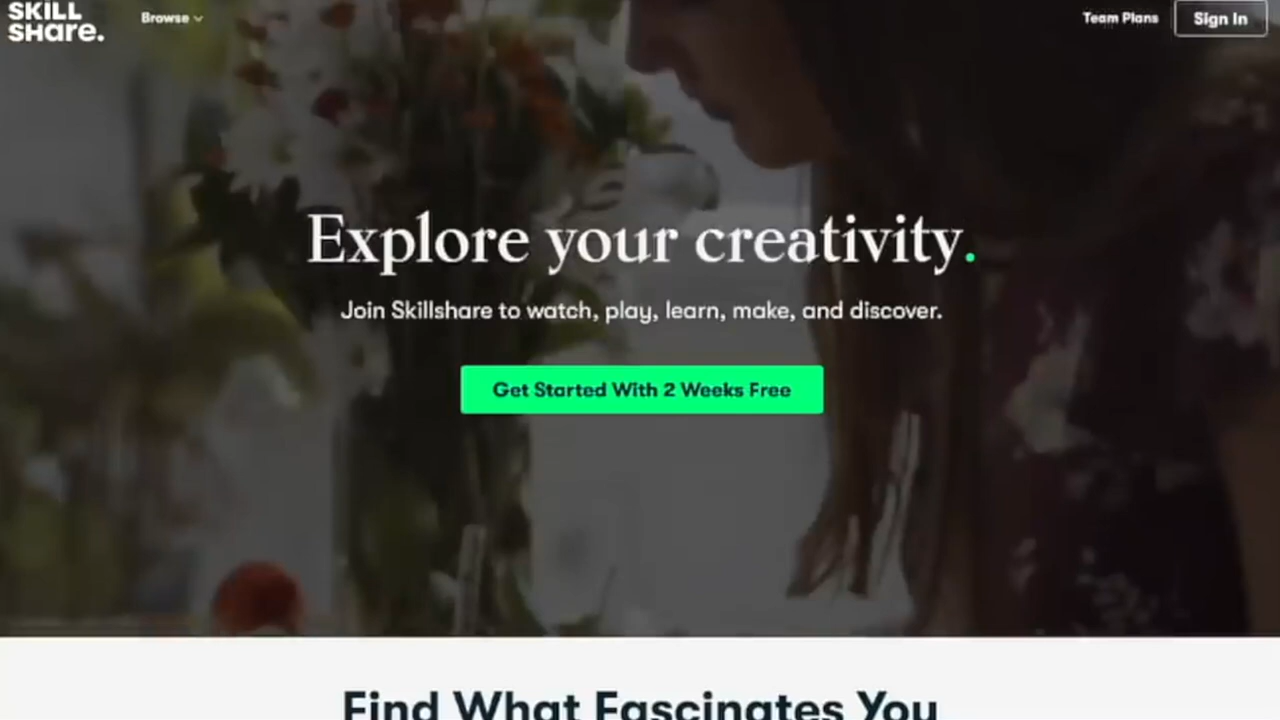 SKILL
SHare.
Browse
Team Plans
Sign In
Explore your creativity.
Join Skillshare to watch, play, learn, make, and discover.
Get Started With 2 Weeks Free
Find What Fascinates You